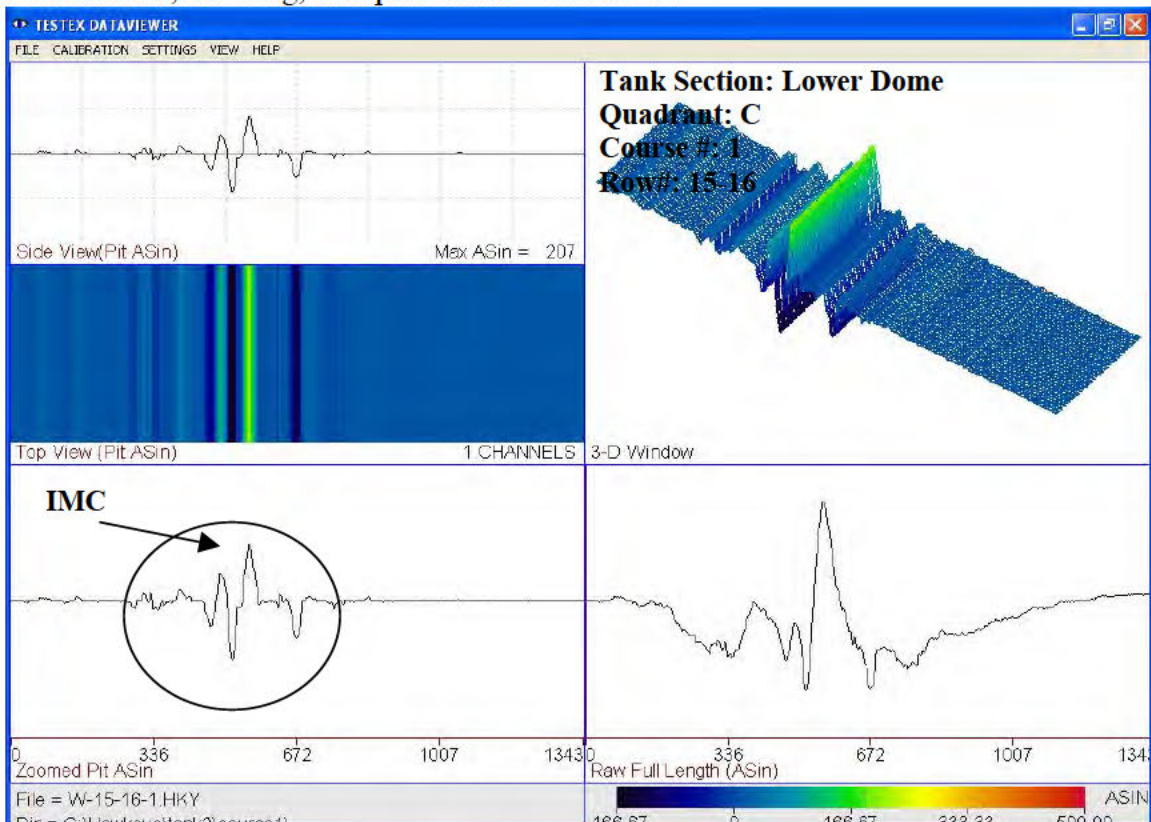 TESTEX DATAVIEWER
FILE CALIBRATION SETTINGS VIEW HELP
Side View(Pit ASin) Max ASin = 207
Tank Section: Lower Dome
Quadrant: C
Course #: 1
Row#: 15-16
Top View (Pit ASin) 1 CHANNELS
3-D Window
IMC
0 336 672 1007 1343
Zoomed Pit ASin
0 336 672 1007 134
Raw Full Length (ASin)
File = W-15-16-1.HKY
ASIN